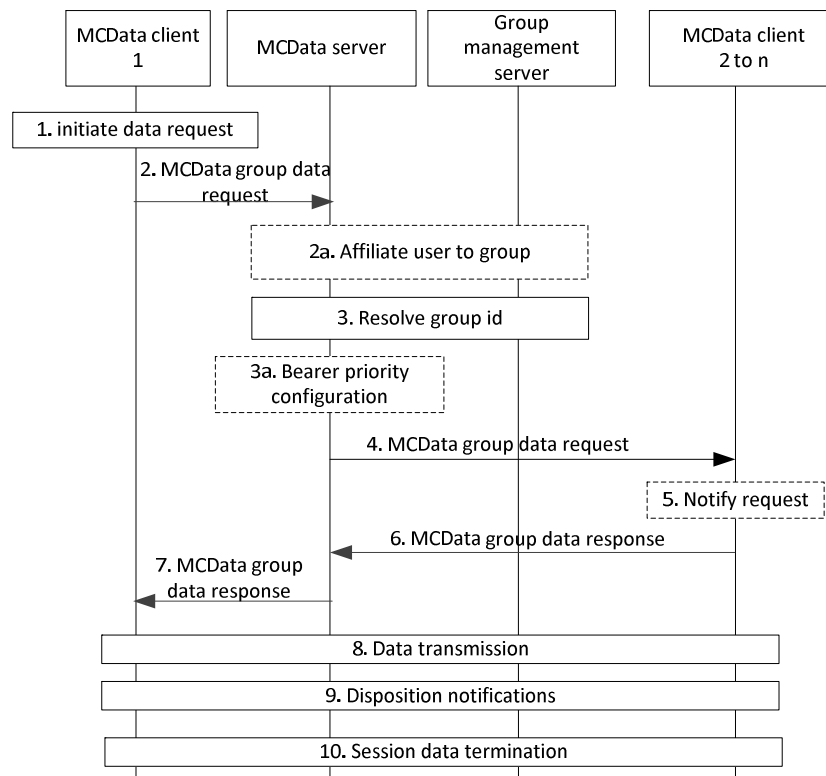 MCData client
1
MCData server
Group
management
server
MCData client
2 to n
1. initiate data request
2. MCData group data
request
2a. Affiliate user to group
3. Resolve group id
3a. Bearer priority
configuration
4. MCData group data request
5. Notify request
6. MCData group data response
7. MCData group
data response
8. Data transmission
9. Disposition notifications
10. Session data termination